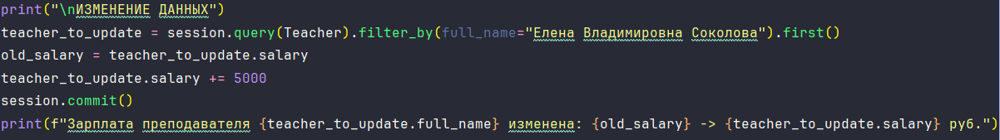 print("\nИЗМЕНЕНИЕ ДАННЫХ")
teacher_to_update = session.query(Teacher).filter_by(full_name="Елена Владимировна Соколова").first()
old_salary = teacher_to_update.salary
teacher_to_update.salary += 5000
session.commit()
print(f"Зарплата преподавателя {teacher_to_update.full_name} изменена: {old_salary} -> {teacher_to_update.salary} руб.")